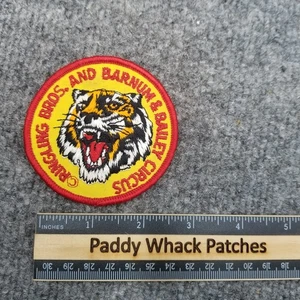 ©RINGLING BROS. AND BARNUM & BAILEY CIRCUS
INCHES 1 2 3 4 5
Paddy Whack Patches